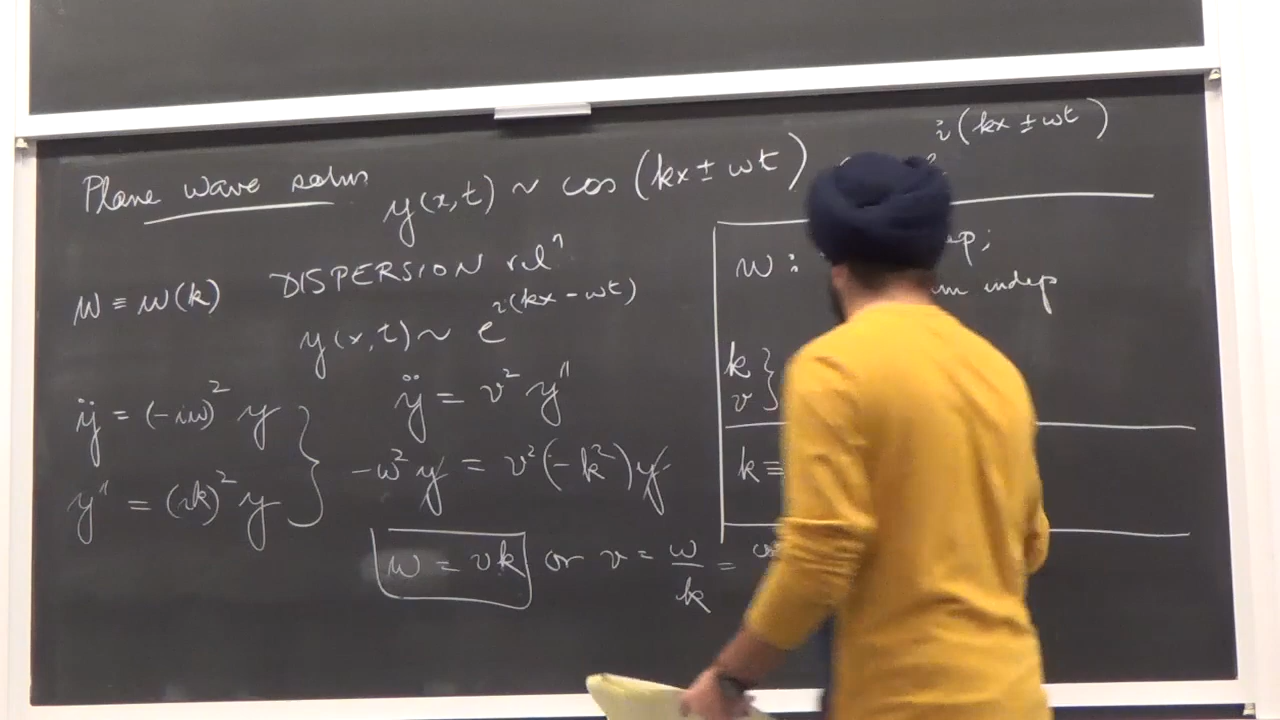 Plane wave solns y(x,t) ~ cos (kx ± ωt) i(kx ± ωt)
ω ≡ ω(k) DISPERSION relⁿ
y(x,t) ~ e^{i(kx - ωt)}
ÿ = (-iω)² y
y'' = (ik)² y
ÿ = v² y''
-ω² y = v² (-k²) y
ω = vk or v = ω/k =
ω :
indep
k
v
k ≡